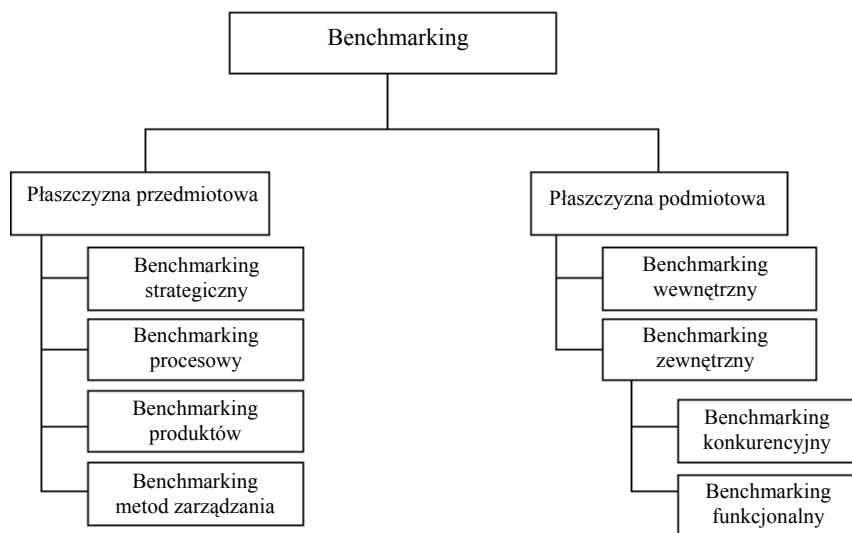 Benchmarking
Płaszczyzna przedmiotowa
Benchmarking
strategiczny
Benchmarking
procesowy
Benchmarking
produktów
Benchmarking
metod zarządzania
Płaszczyzna podmiotowa
Benchmarking
wewnętrzny
Benchmarking
zewnętrzny
Benchmarking
konkurencyjny
Benchmarking
funkcjonalny